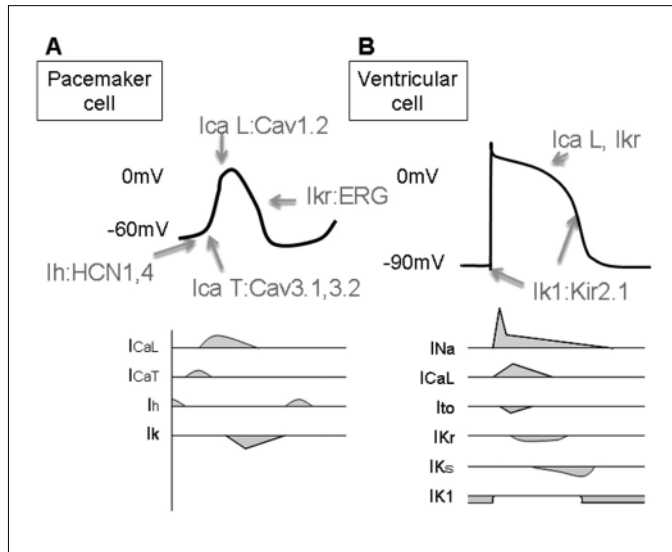 A
Pacemaker
cell
Ica L:Cav1.2
0mV
Ikr:ERG
-60mV
Ih:HCN1,4
Ica T:Cav3.1,3.2
ICaL
ICaT
Ih
Ik
B
Ventricular
cell
Ica L, Ikr
0mV
-90mV
Ik1:Kir2.1
INa
ICaL
Ito
IKr
IKs
IK1